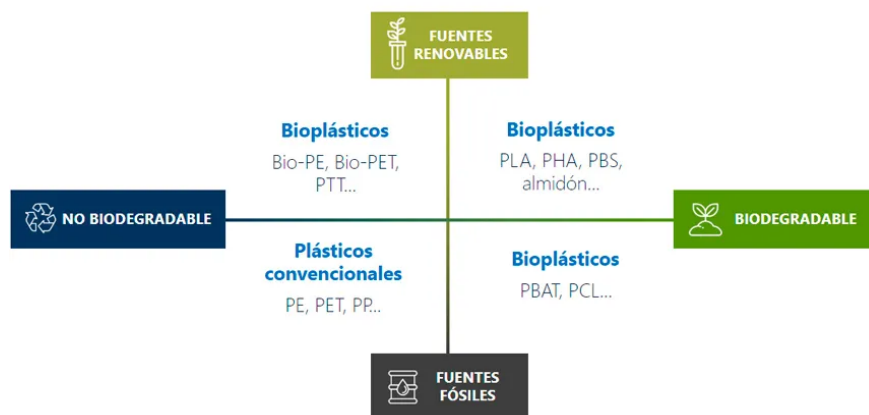 FUENTES
RENOVABLES
Bioplásticos
Bio-PE, Bio-PET,
PTT...
Bioplásticos
PLA, PHA, PBS,
almidón...
NO BIODEGRADABLE
BIODEGRADABLE
Plásticos
convencionales
PE, PET, PP...
Bioplásticos
PBAT, PCL...
FUENTES
FÓSILES